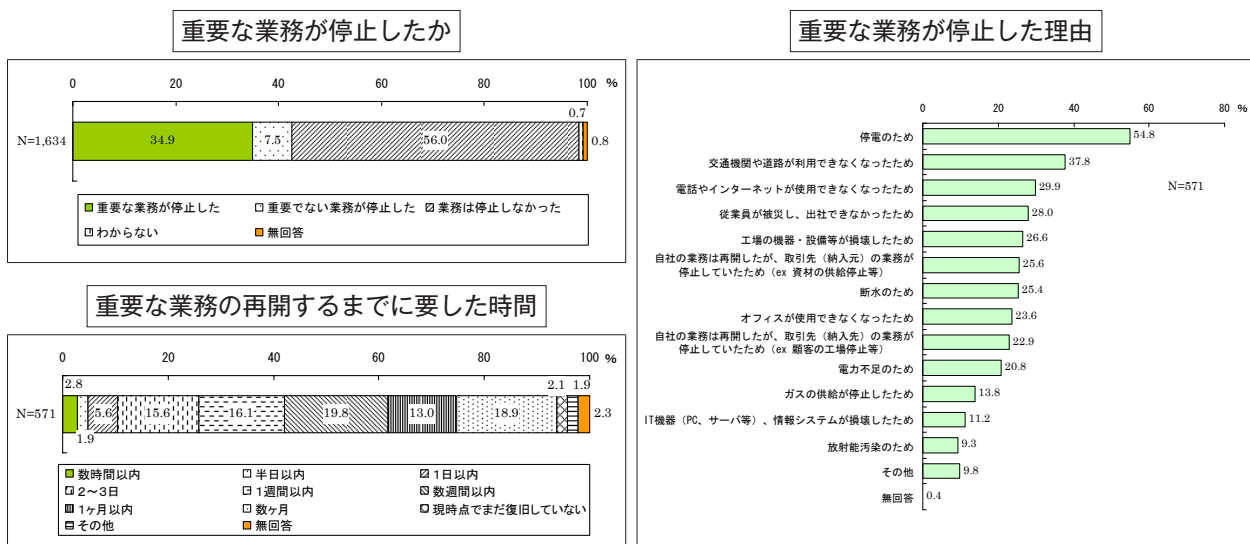 重要な業務が停止したか
0 20 40 60 80 100 %
0.7
N=1,634 34.9 7.5 56.0 0.8
重要な業務が停止した 重要でない業務が停止した 業務は停止しなかった
わからない 無回答
重要な業務の再開するまでに要した時間
0 20 40 60 80 100 %
2.8 2.1 1.9
N=571 5.6 15.6 16.1 19.8 13.0 18.9 2.3
1.9
数時間以内 半日以内 1日以内
2～3日 1週間以内 数週間以内
1ヶ月以内 数ヶ月 現時点でまだ復旧していない
その他 無回答
重要な業務が停止した理由
%
0 20 40 60 80
停電のため 54.8
交通機関や道路が利用できなくなったため 37.8
電話やインターネットが使用できなくなったため 29.9 N=571
従業員が被災し、出社できなかったため 28.0
工場の機器・設備等が損壊したため 26.6
自社の業務は再開したが、取引先（納入元）の業務が
停止していたため（ex 資材の供給停止等） 25.6
断水のため 25.4
オフィスが使用できなくなったため 23.6
自社の業務は再開したが、取引先（納入先）の業務が
停止していたため（ex 顧客の工場停止等） 22.9
電力不足のため 20.8
ガスの供給が停止したため 13.8
IT機器（PC、サーバ等）、情報システムが損壊したため 11.2
放射能汚染のため 9.3
その他 9.8
無回答 0.4